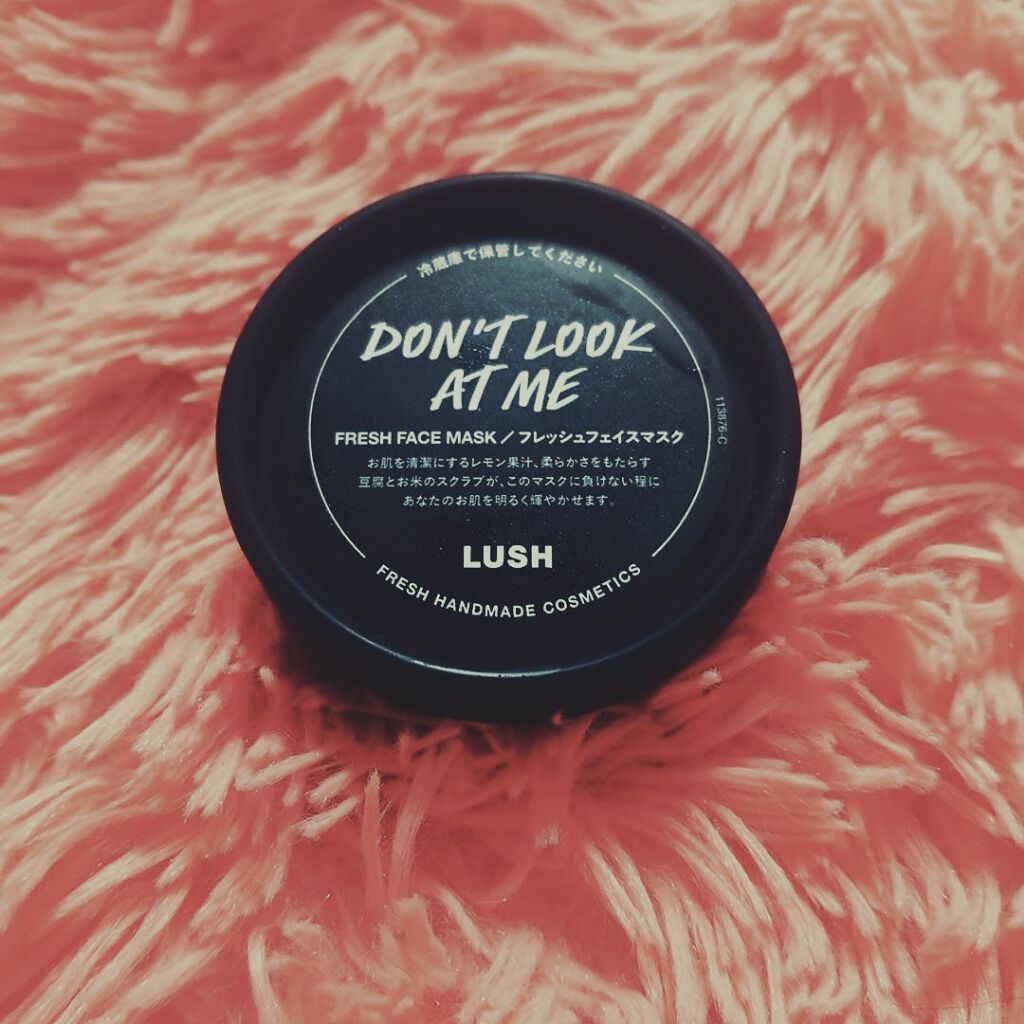 冷蔵庫で保管してください
DON'T LOOK
AT ME
FRESH FACE MASK / フレッシュフェイスマスク
お肌を清潔にするレモン果汁、柔らかさをもたらす
豆腐とお米のスクラブが、このマスクに負けない程に
あなたのお肌を明るく輝やかせます。
LUSH
FRESH HANDMADE COSMETICS
113876-C